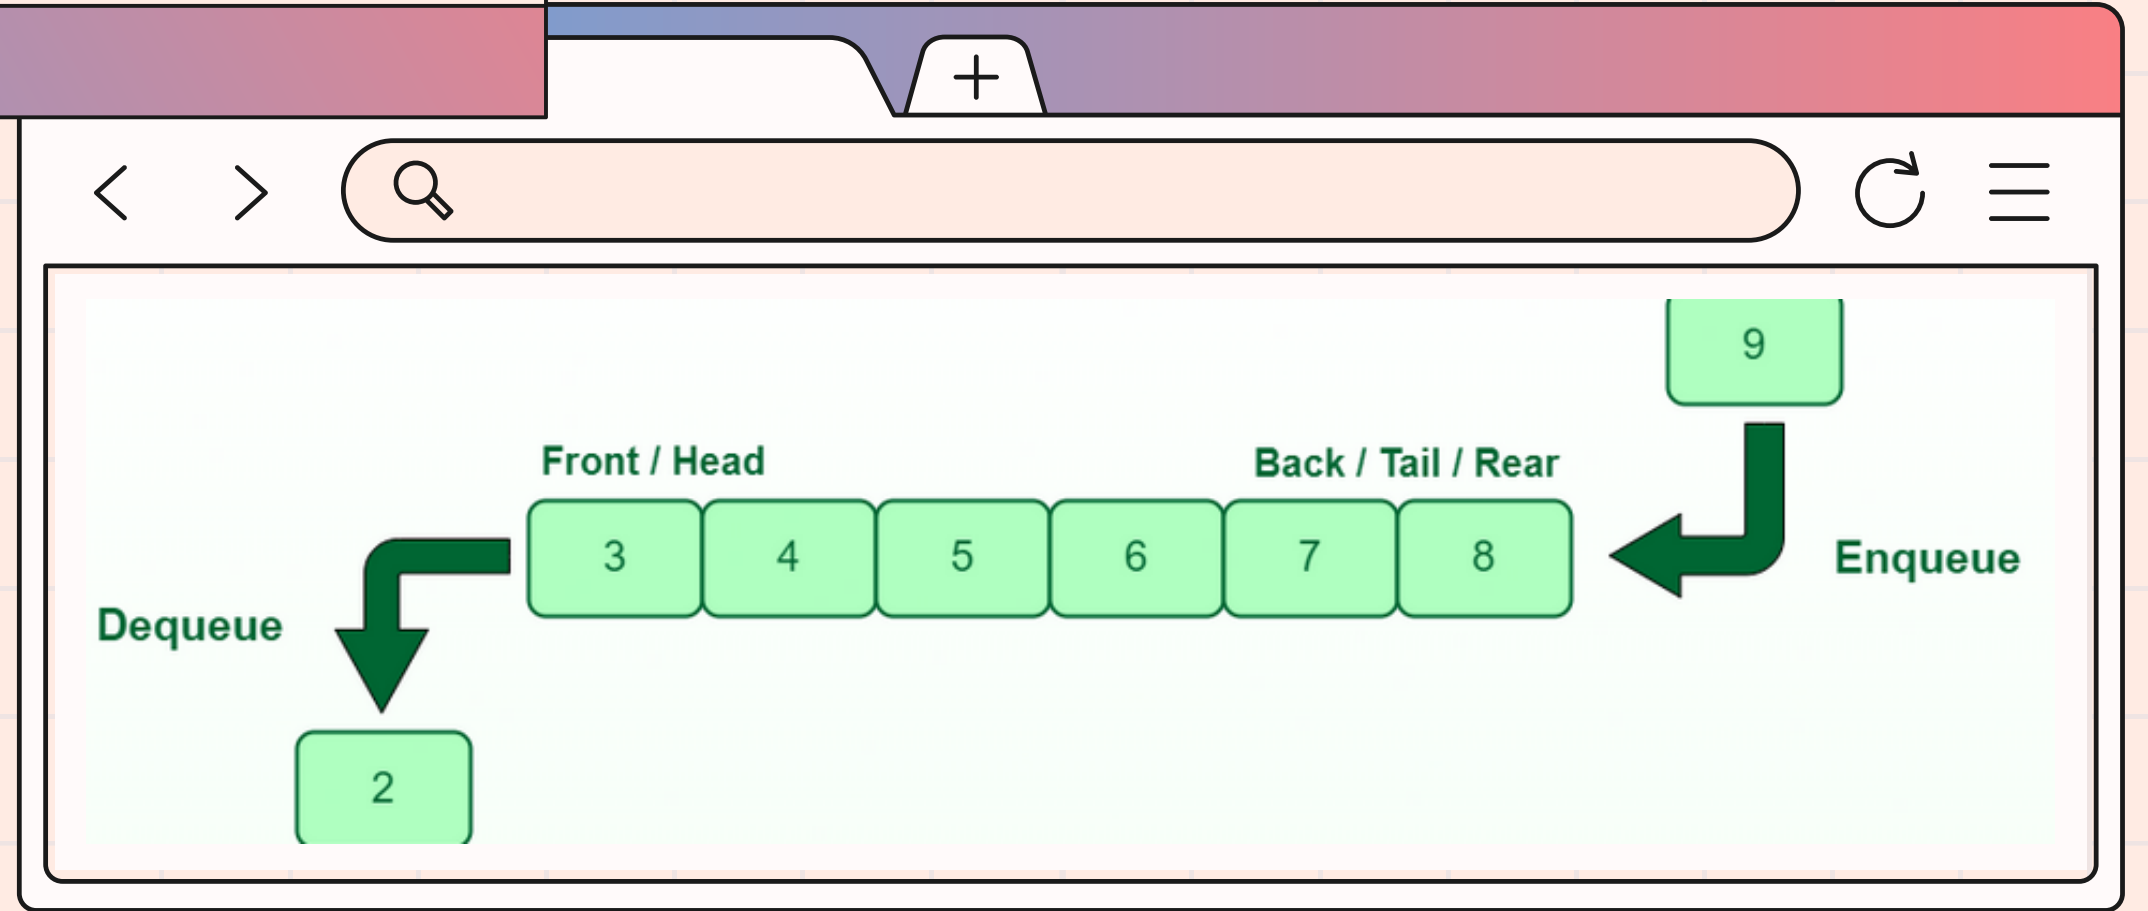 9
Front / Head
Back / Tail / Rear
3 4 5 6 7 8
Enqueue
Dequeue
2